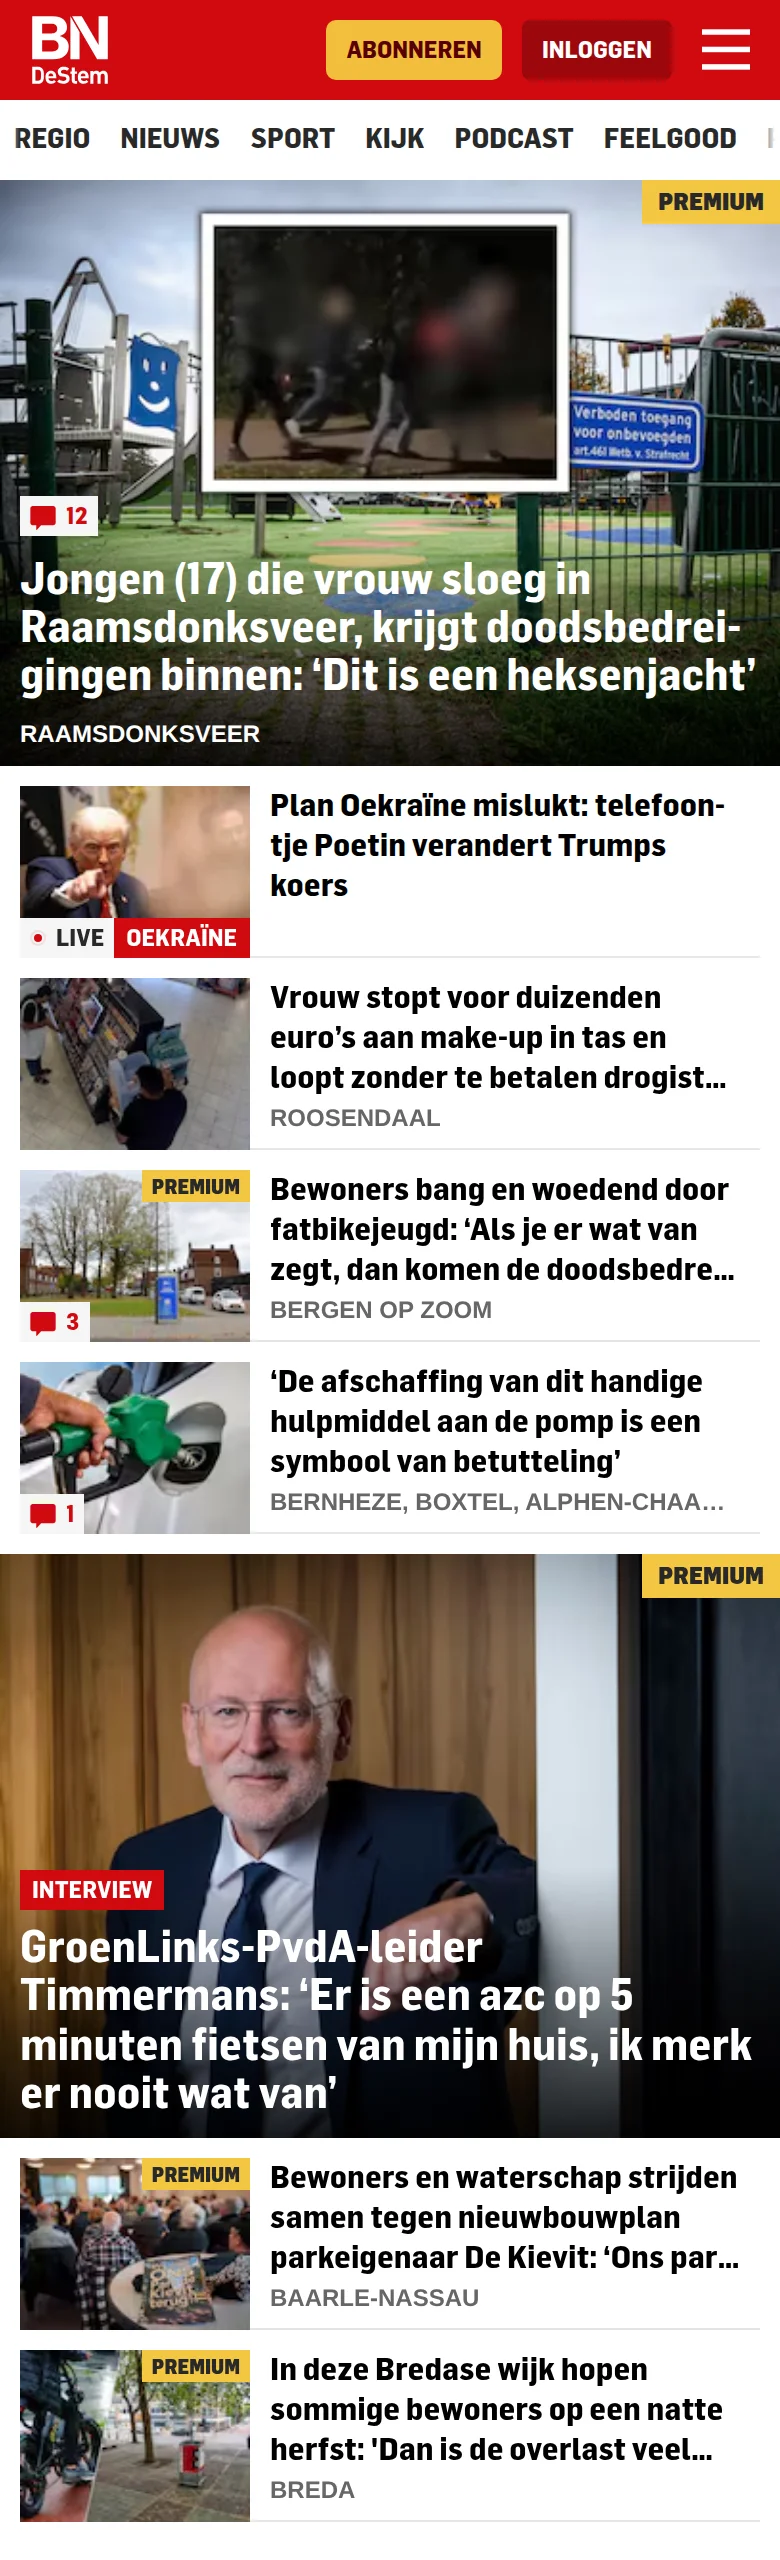 BN
DeStem
ABONNEREN
INLOGGEN
REGIO NIEUWS SPORT KIJK PODCAST FEELGOOD
PREMIUM
Verboden toegang
voor onbevoegden
art.461 Wetb. v. Strafrecht
12
Jongen (17) die vrouw sloeg in
Raamsdonksveer, krijgt doodsbedrei-
gingen binnen: ‘Dit is een heksenjacht’
RAAMSDONKSVEER
Plan Oekraïne mislukt: telefoon-
tje Poetin verandert Trumps
koers
LIVE OEKRAÏNE
Vrouw stopt voor duizenden
euro’s aan make-up in tas en
loopt zonder te betalen drogist...
ROOSENDAAL
PREMIUM
Bewoners bang en woedend door
fatbikejeugd: ‘Als je er wat van
zegt, dan komen de doodsbedre...
3
BERGEN OP ZOOM
‘De afschaffing van dit handige
hulpmiddel aan de pomp is een
symbool van betutteling’
1
BERNHEZE, BOXTEL, ALPHEN-CHAA...
PREMIUM
INTERVIEW
GroenLinks-PvdA-leider
Timmermans: ‘Er is een azc op 5
minuten fietsen van mijn huis, ik merk
er nooit wat van’
PREMIUM
Bewoners en waterschap strijden
samen tegen nieuwbouwplan
parkeigenaar De Kievit: ‘Ons par...
BAARLE-NASSAU
PREMIUM
In deze Bredase wijk hopen
sommige bewoners op een natte
herfst: 'Dan is de overlast veel...
BREDA